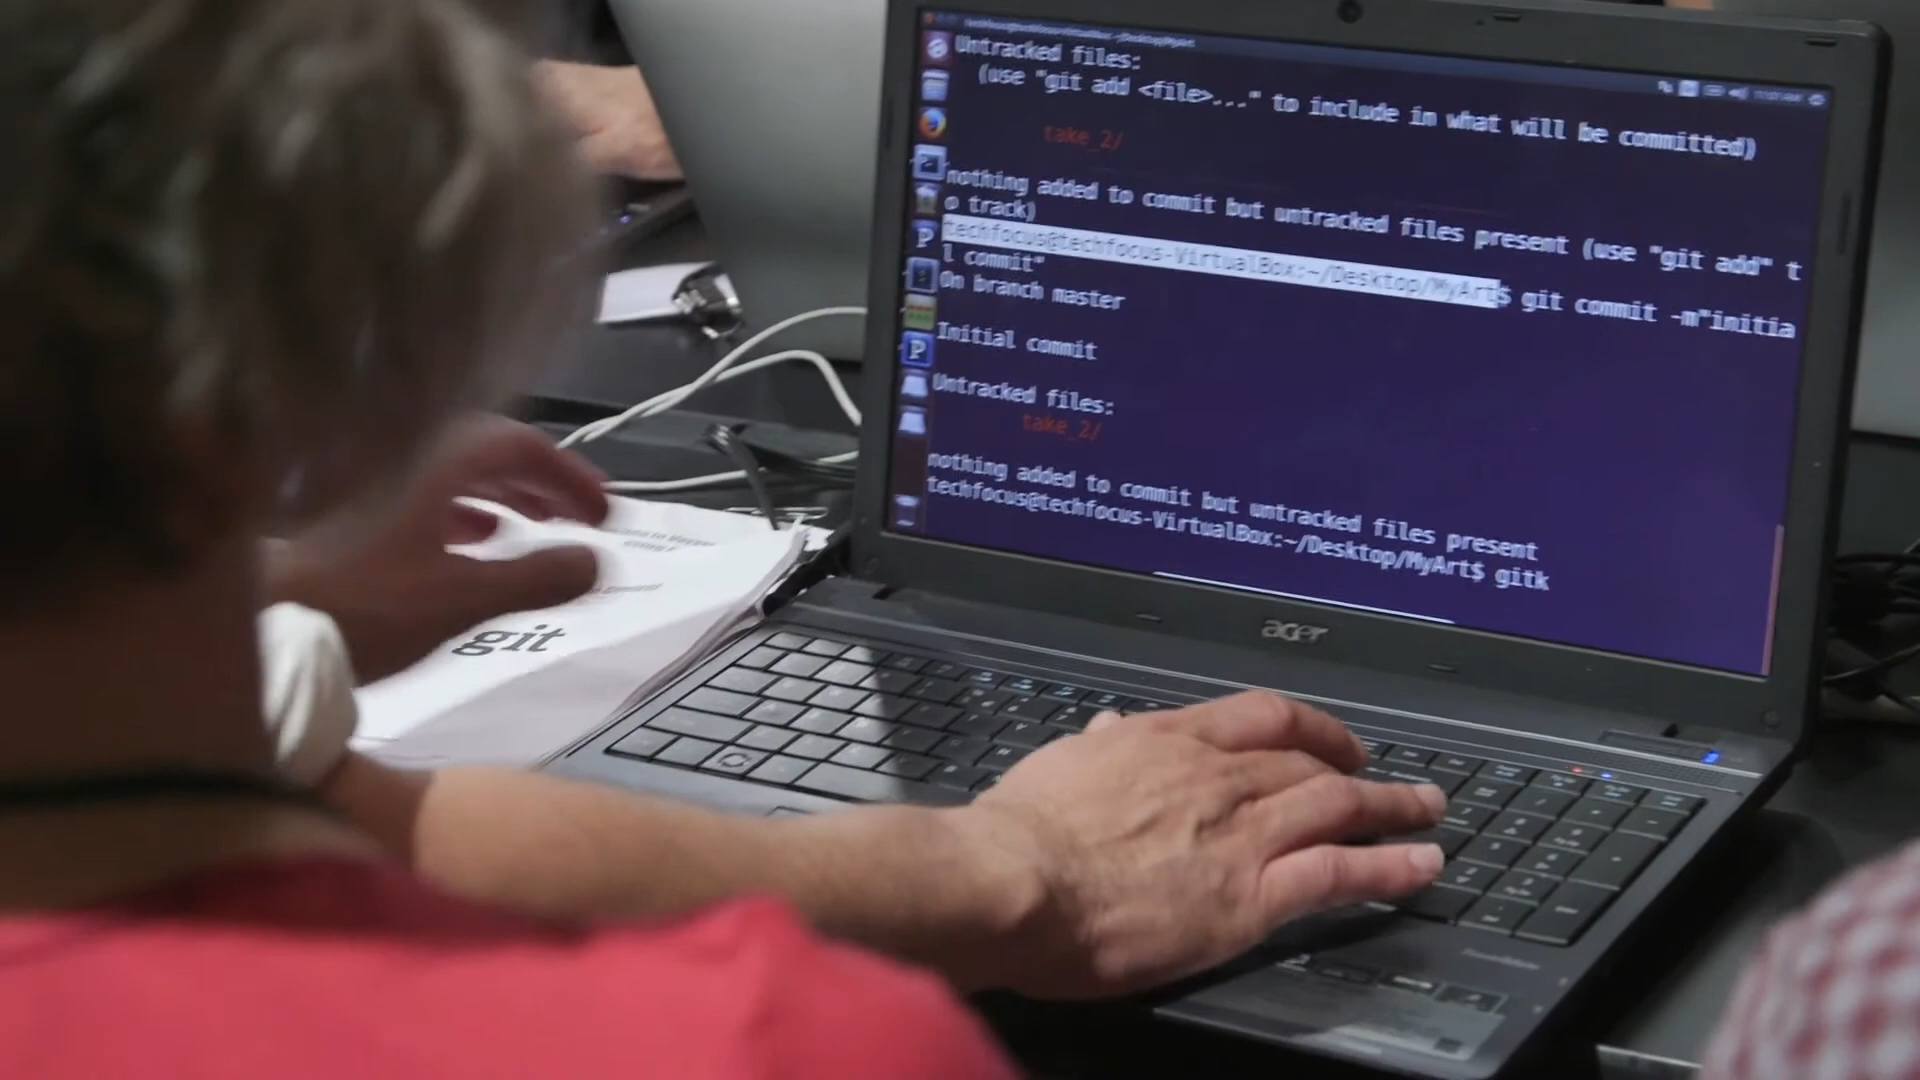 Untracked files:
(use "git add <file>..." to include in what will be committed)
take_2/
nothing added to commit but untracked files present (use "git add" t
o track)
techfocus@techfocus-VirtualBox:~/Desktop/MyArt$ git commit -m"initia
l commit"
On branch master
Initial commit
Untracked files:
take_2/
nothing added to commit but untracked files present
techfocus@techfocus-VirtualBox:~/Desktop/MyArt$ gitk
acer
git